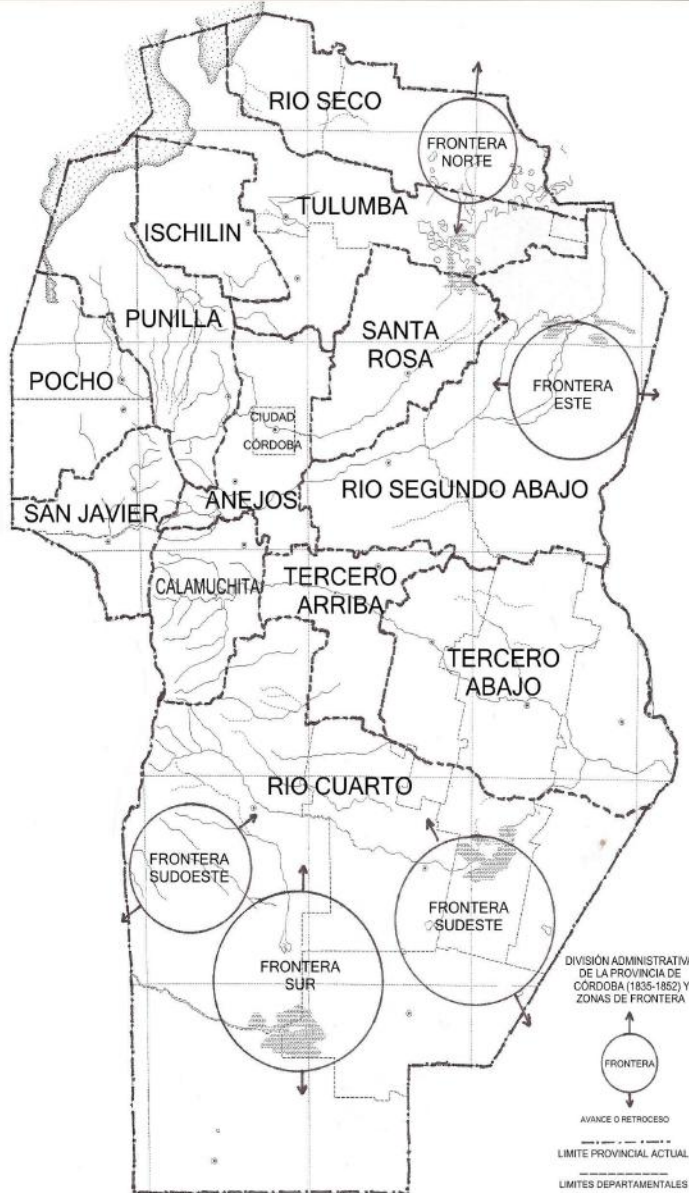 RIO SECO
FRONTERA
NORTE
TULUMBA
ISCHILIN
PUNILLA
SANTA
ROSA
POCHO
FRONTERA
ESTE
CIUDAD
CÓRDOBA
ANEJOS
RIO SEGUNDO ABAJO
SAN JAVIER
CALAMUCHITA
TERCERO
ARRIBA
TERCERO
ABAJO
RIO CUARTO
FRONTERA
SUDOESTE
FRONTERA
SUDESTE
FRONTERA
SUR
DIVISIÓN ADMINISTRATIVA
DE LA PROVINCIA DE
CÓRDOBA (1835-1852) Y
ZONAS DE FRONTERA
FRONTERA
AVANCE O RETROCESO
LIMITE PROVINCIAL ACTUAL
LIMITES DEPARTAMENTALES